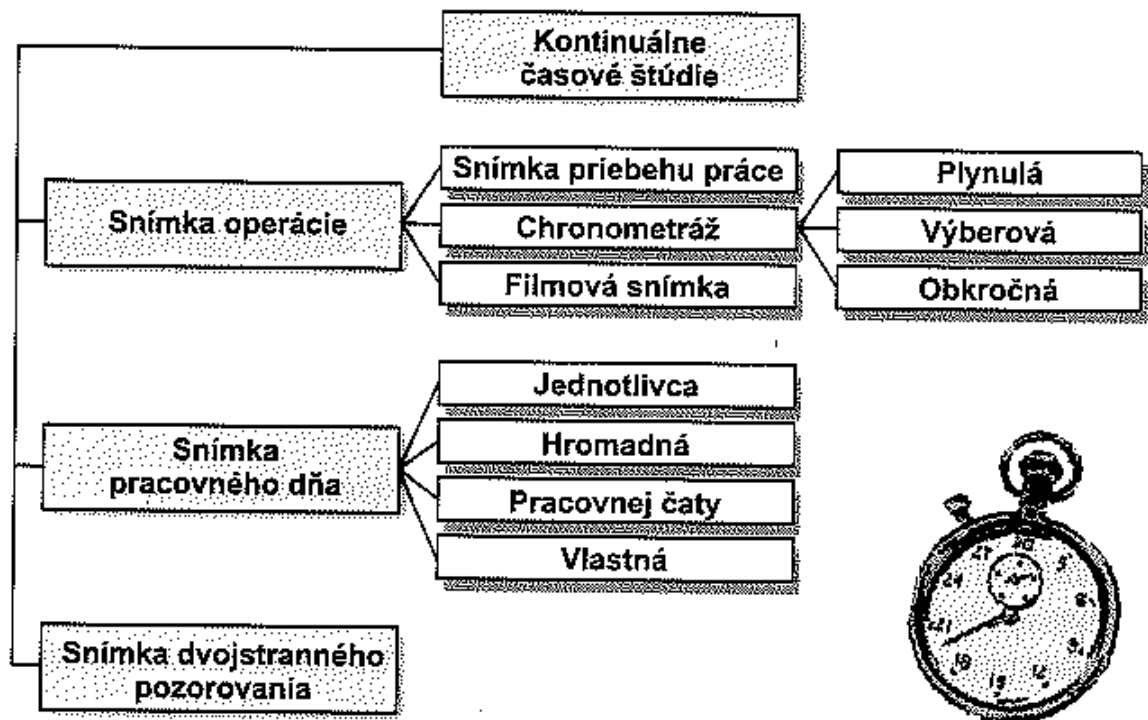 Kontinuálne
časové štúdie
Snímka operácie
Snímka priebehu práce
Chronometráž
Filmová snímka
Plynulá
Výberová
Obkročná
Snímka
pracovného dňa
Jednotlivca
Hromadná
Pracovnej čaty
Vlastná
Snímka dvojstranného
pozorovania